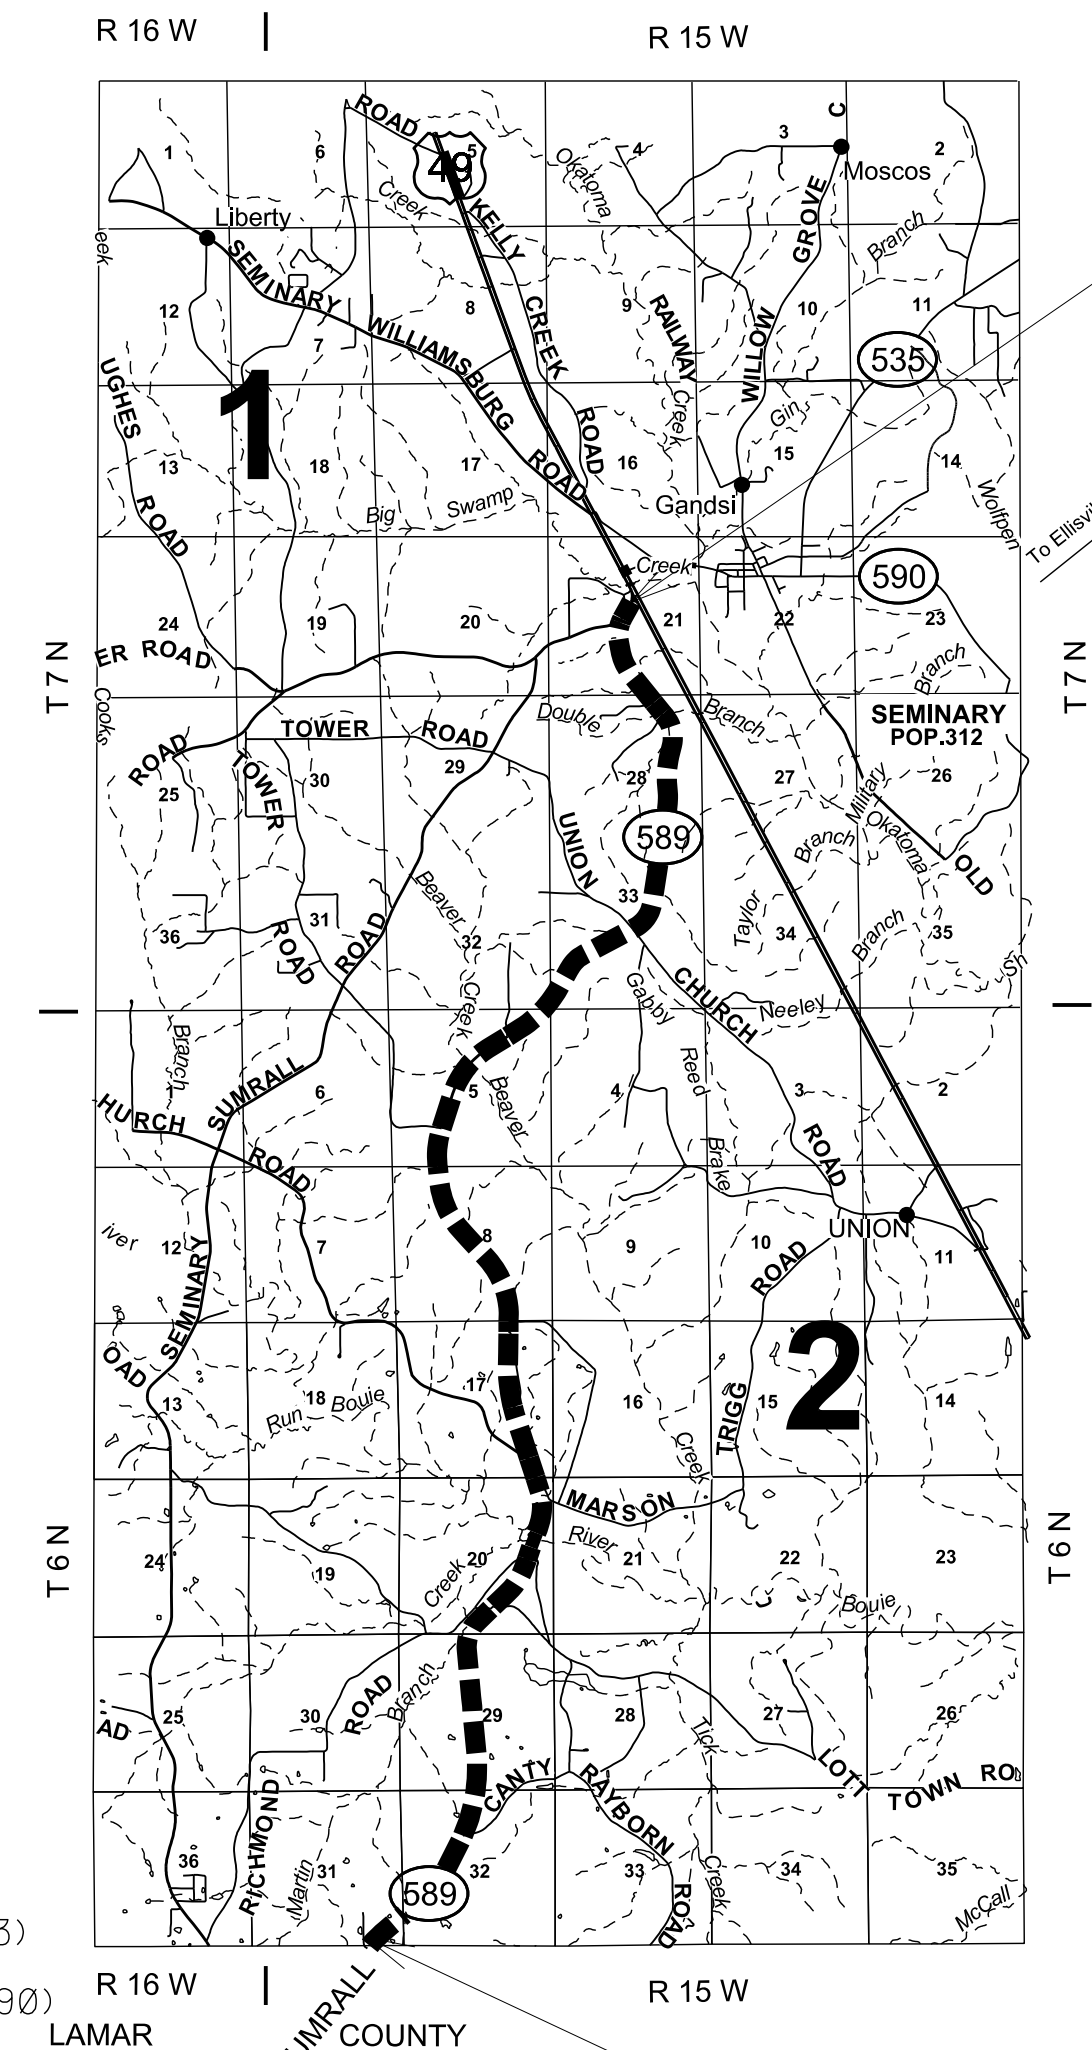 R 16 W
R 15 W
C
ROAD
49
1
6
5
4
3
2
Okatoma
Moscos
Creek
Liberty
KELLY
GROVE
Branch
eek
SEMINARY
12
7
8
9
10
11
RAILWAY
WILLOW
535
WILLIAMSBURG
CREEK
Creek
Gin
UGHES
1
ROAD
ROAD
13
18
17
16
15
14
Big
Swamp
Gandsi
Wolfpen
ROAD
To Ellisvi
Creek
590
24
19
20
21
22
23
ER ROAD
T 7 N
T 7 N
Cooks
Branch
Double
Branch
SEMINARY
POP.312
TOWER ROAD
ROAD
TOWER
25
30
29
28
27
26
Military
UNION
589
Branch
Okatoma
OLD
Beaver
33
Taylor
36
31
32
34
35
ROAD
ROAD
Branch
Sh
CHURCH
Gabby
Neeley
Creek
Branch
Reed
Beaver
SUMRALL
1
6
5
4
3
2
HURCH
ROAD
ROAD
Brake
UNION
iver
12
7
8
9
10
11
SEMINARY
ROAD
OAD
2
13
18
17
16
15
14
Run
Bouie
TRIGG
Creek
MARSON
River
T 6 N
T 6 N
24
19
20
21
22
23
Creek
Bouie
ROAD
Branch
AD
25
30
29
28
27
26
Tick
LOTT
TOWN RO
CANTY
RAYBORN
RICHMOND
36
31
32
33
34
35
Martin
589
Creek
ROAD
McCall
3)
R 16 W
R 15 W
90)
UMRALL
LAMAR COUNTY